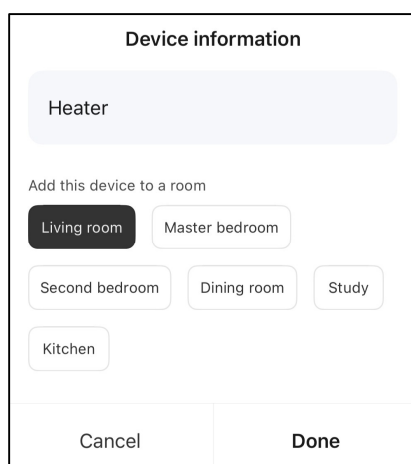 Device information
Heater
Add this device to a room
Living room Master bedroom
Second bedroom Dining room Study
Kitchen
Cancel Done